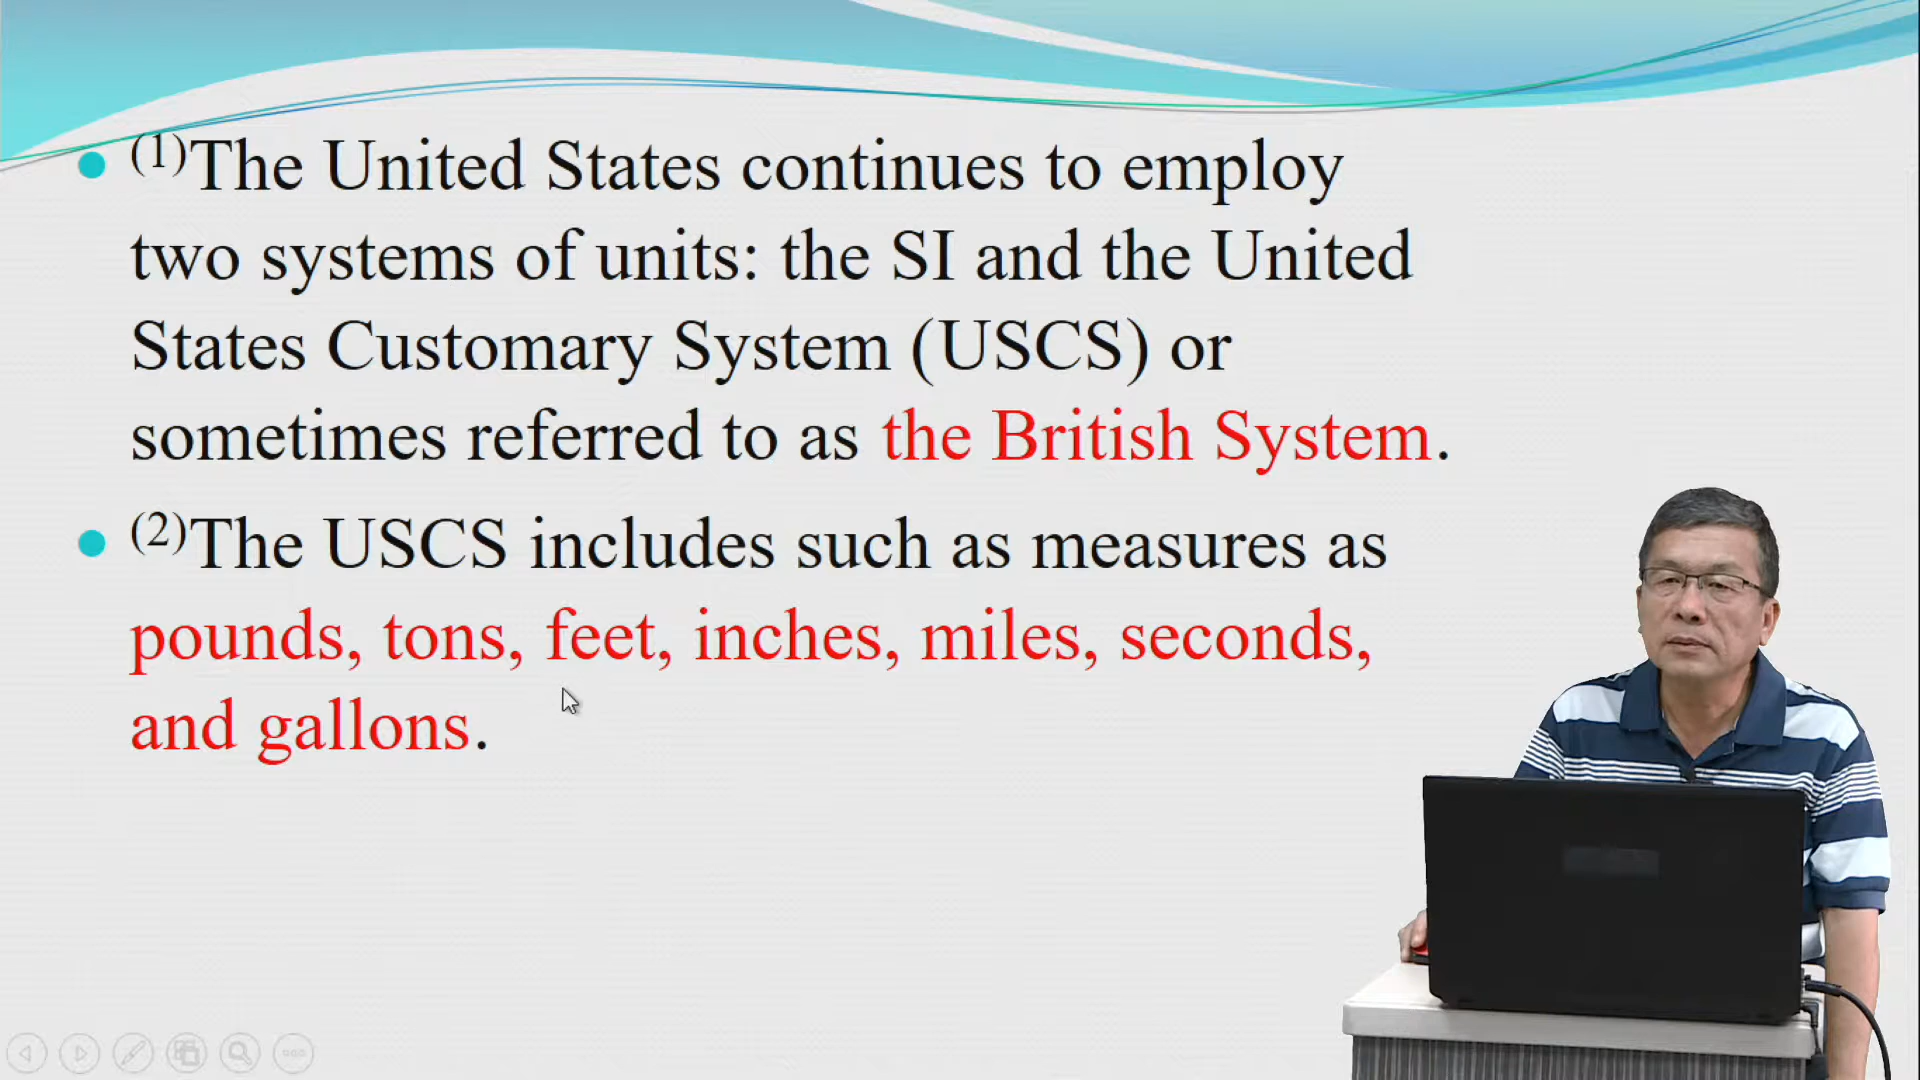 (1)The United States continues to employ
two systems of units: the SI and the United
States Customary System (USCS) or
sometimes referred to as the British System.
(2)The USCS includes such as measures as
pounds, tons, feet, inches, miles, seconds,
and gallons.